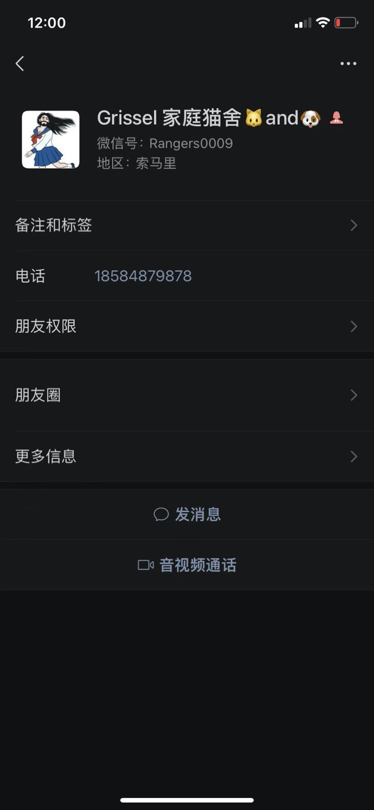 12:00
Grissel 家庭猫舍🐱and🐶
微信号：Rangers0009
地区：索马里
备注和标签
电话 18584879878
朋友权限
朋友圈
更多信息
发消息
音视频通话